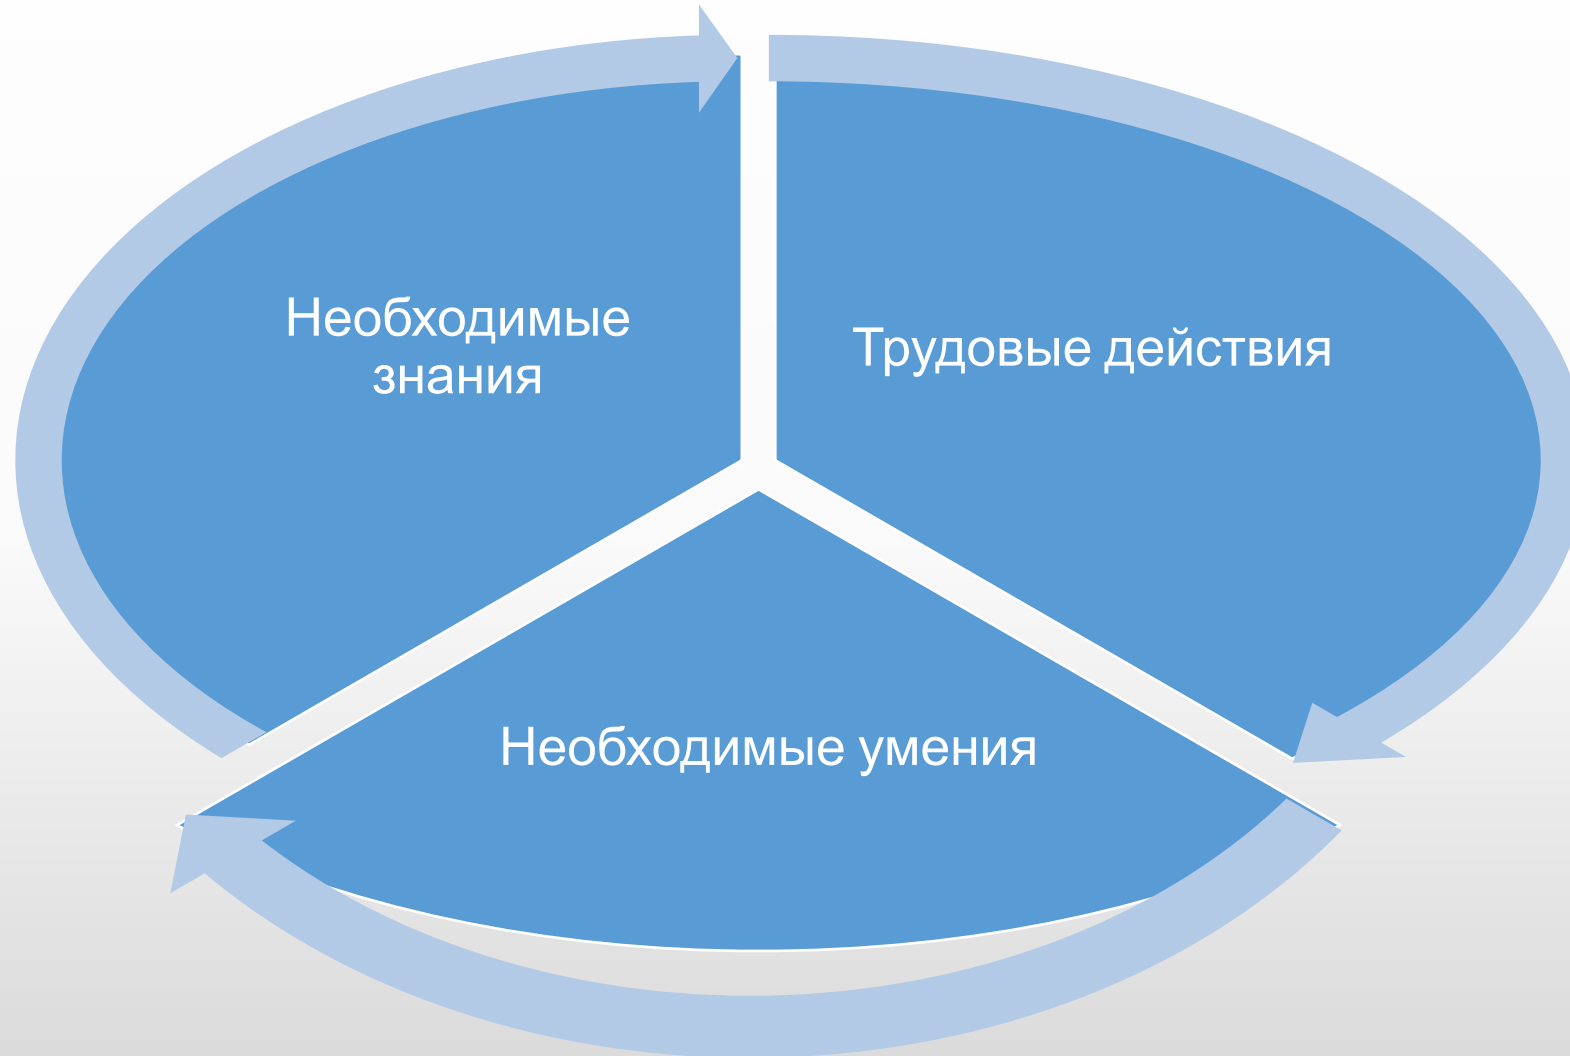 Необходимые
знания
Трудовые действия
Необходимые умения